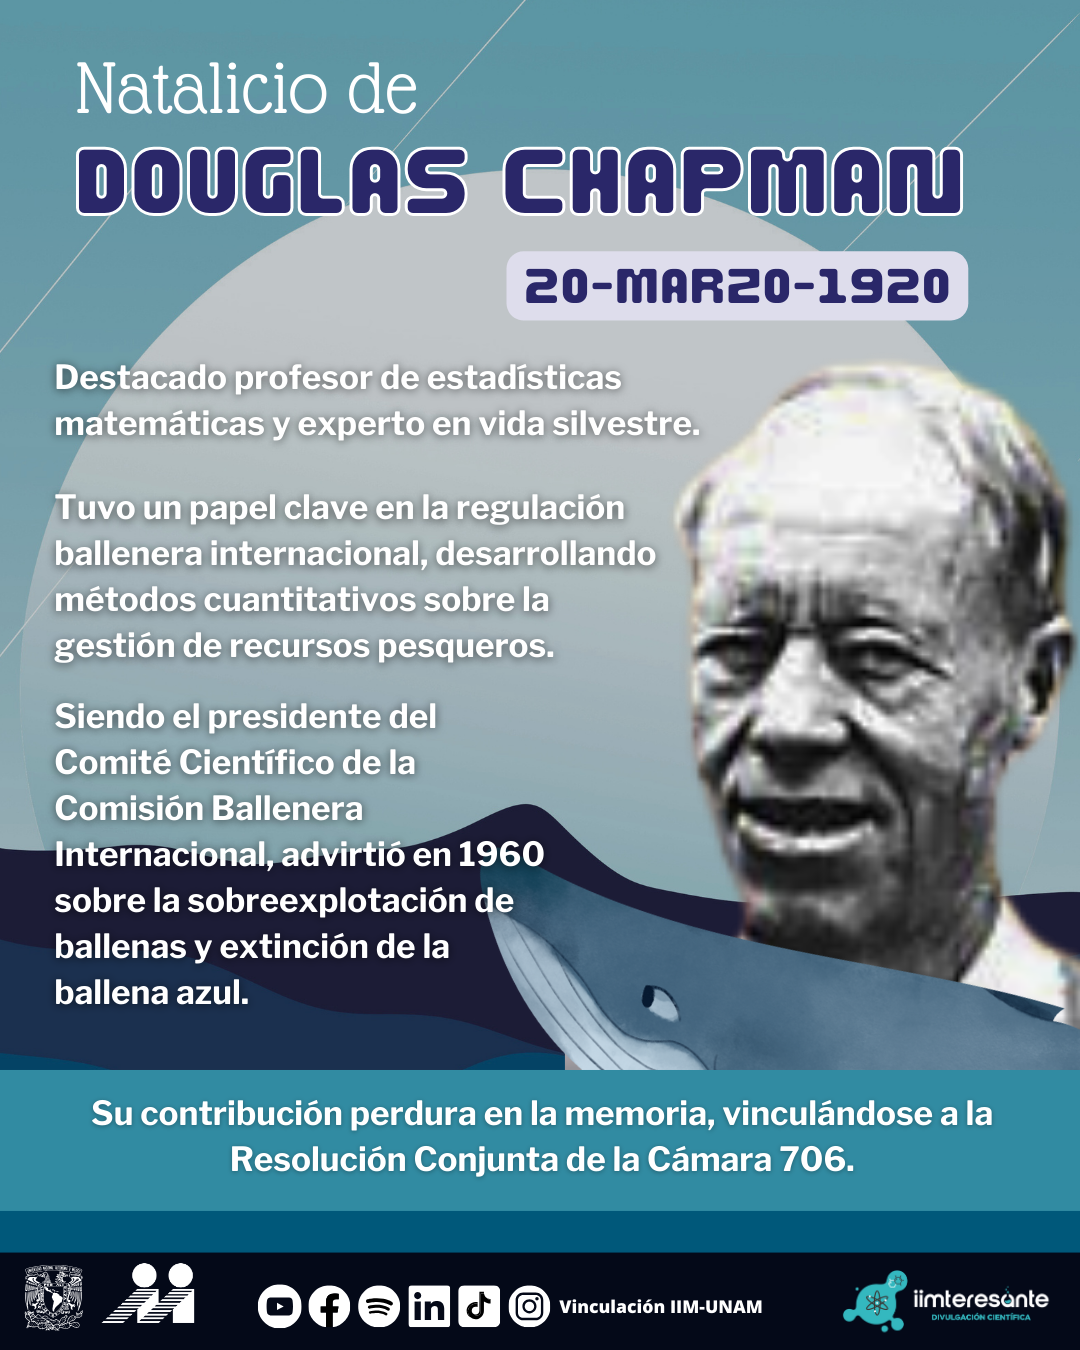 Natalicio de
DOUGLAS CHAPMAN
20-MARZO-1920
Destacado profesor de estadísticas
matemáticas y experto en vida silvestre.
Tuvo un papel clave en la regulación
ballenera internacional, desarrollando
métodos cuantitativos sobre la
gestión de recursos pesqueros.
Siendo el presidente del
Comité Científico de la
Comisión Ballenera
Internacional, advirtió en 1960
sobre la sobreexplotación de
ballenas y extinción de la
ballena azul.
Su contribución perdura en la memoria, vinculándose a la
Resolución Conjunta de la Cámara 706.
Vinculación IIM-UNAM
iimteresante
DIVULGACIÓN CIENTÍFICA